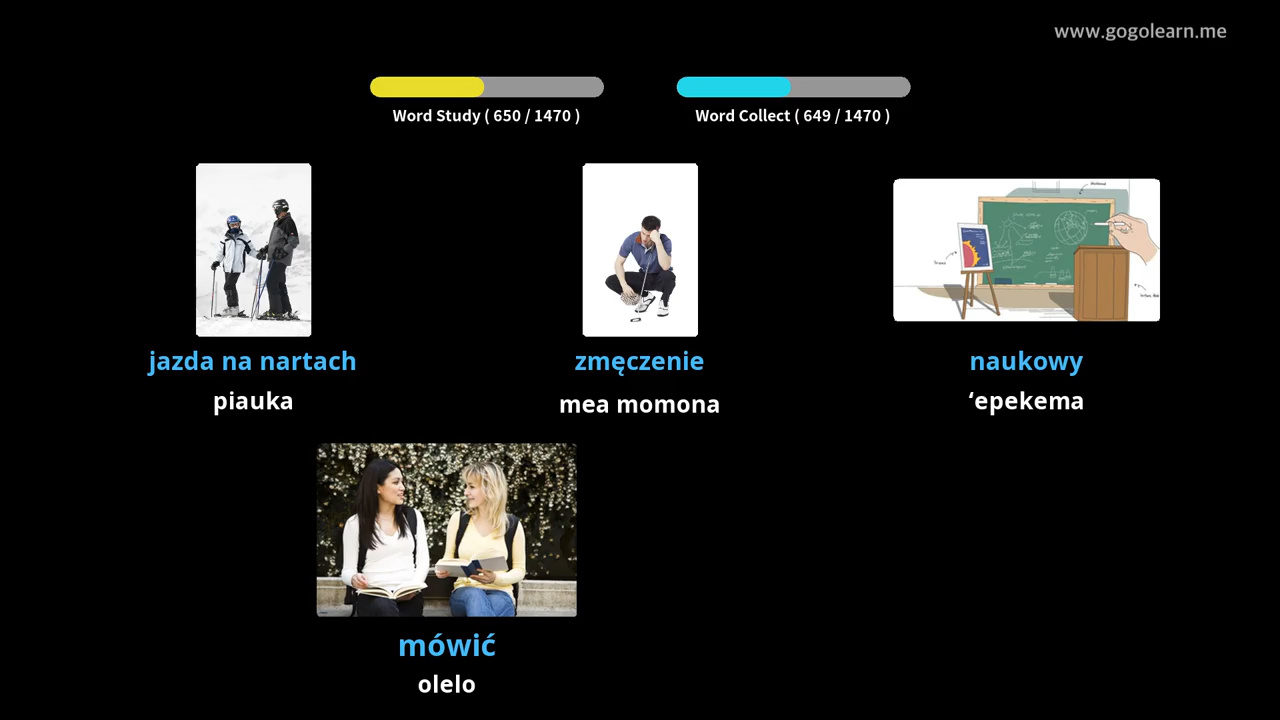 www.gogolearn.me
Word Study ( 650 / 1470 )
Word Collect ( 649 / 1470 )
jazda na nartach
piauka
zmęczenie
mea momona
naukowy
‘epekema
mówić
olelo